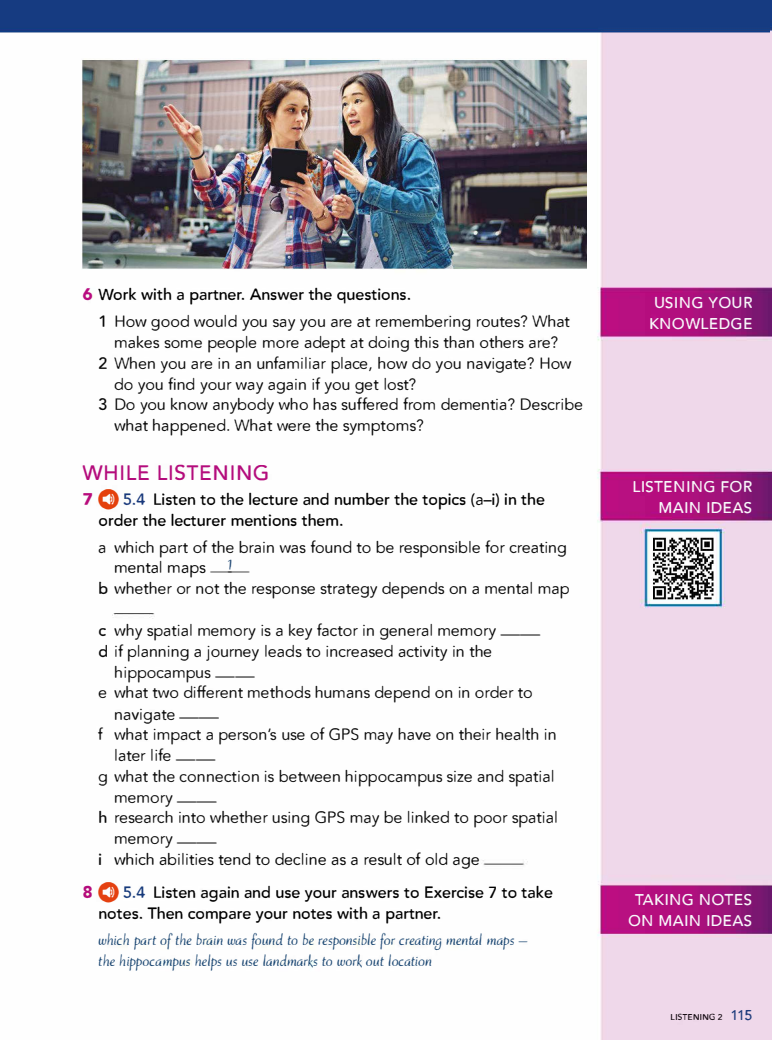 6 Work with a partner. Answer the questions.
1 How good would you say you are at remembering routes? What
makes some people more adept at doing this than others are?
2 When you are in an unfamiliar place, how do you navigate? How
do you find your way again if you get lost?
3 Do you know anybody who has suffered from dementia? Describe
what happened. What were the symptoms?
USING YOUR
KNOWLEDGE
WHILE LISTENING
7 5.4 Listen to the lecture and number the topics (a–i) in the
order the lecturer mentions them.
LISTENING FOR
MAIN IDEAS
a which part of the brain was found to be responsible for creating
mental maps 1
b whether or not the response strategy depends on a mental map
_____
c why spatial memory is a key factor in general memory _____
d if planning a journey leads to increased activity in the
hippocampus _____
e what two different methods humans depend on in order to
navigate _____
f what impact a person's use of GPS may have on their health in
later life _____
g what the connection is between hippocampus size and spatial
memory _____
h research into whether using GPS may be linked to poor spatial
memory _____
i which abilities tend to decline as a result of old age _____
8 5.4 Listen again and use your answers to Exercise 7 to take
notes. Then compare your notes with a partner.
TAKING NOTES
ON MAIN IDEAS
which part of the brain was found to be responsible for creating mental maps –
the hippocampus helps us use landmarks to work out location
LISTENING 2 115